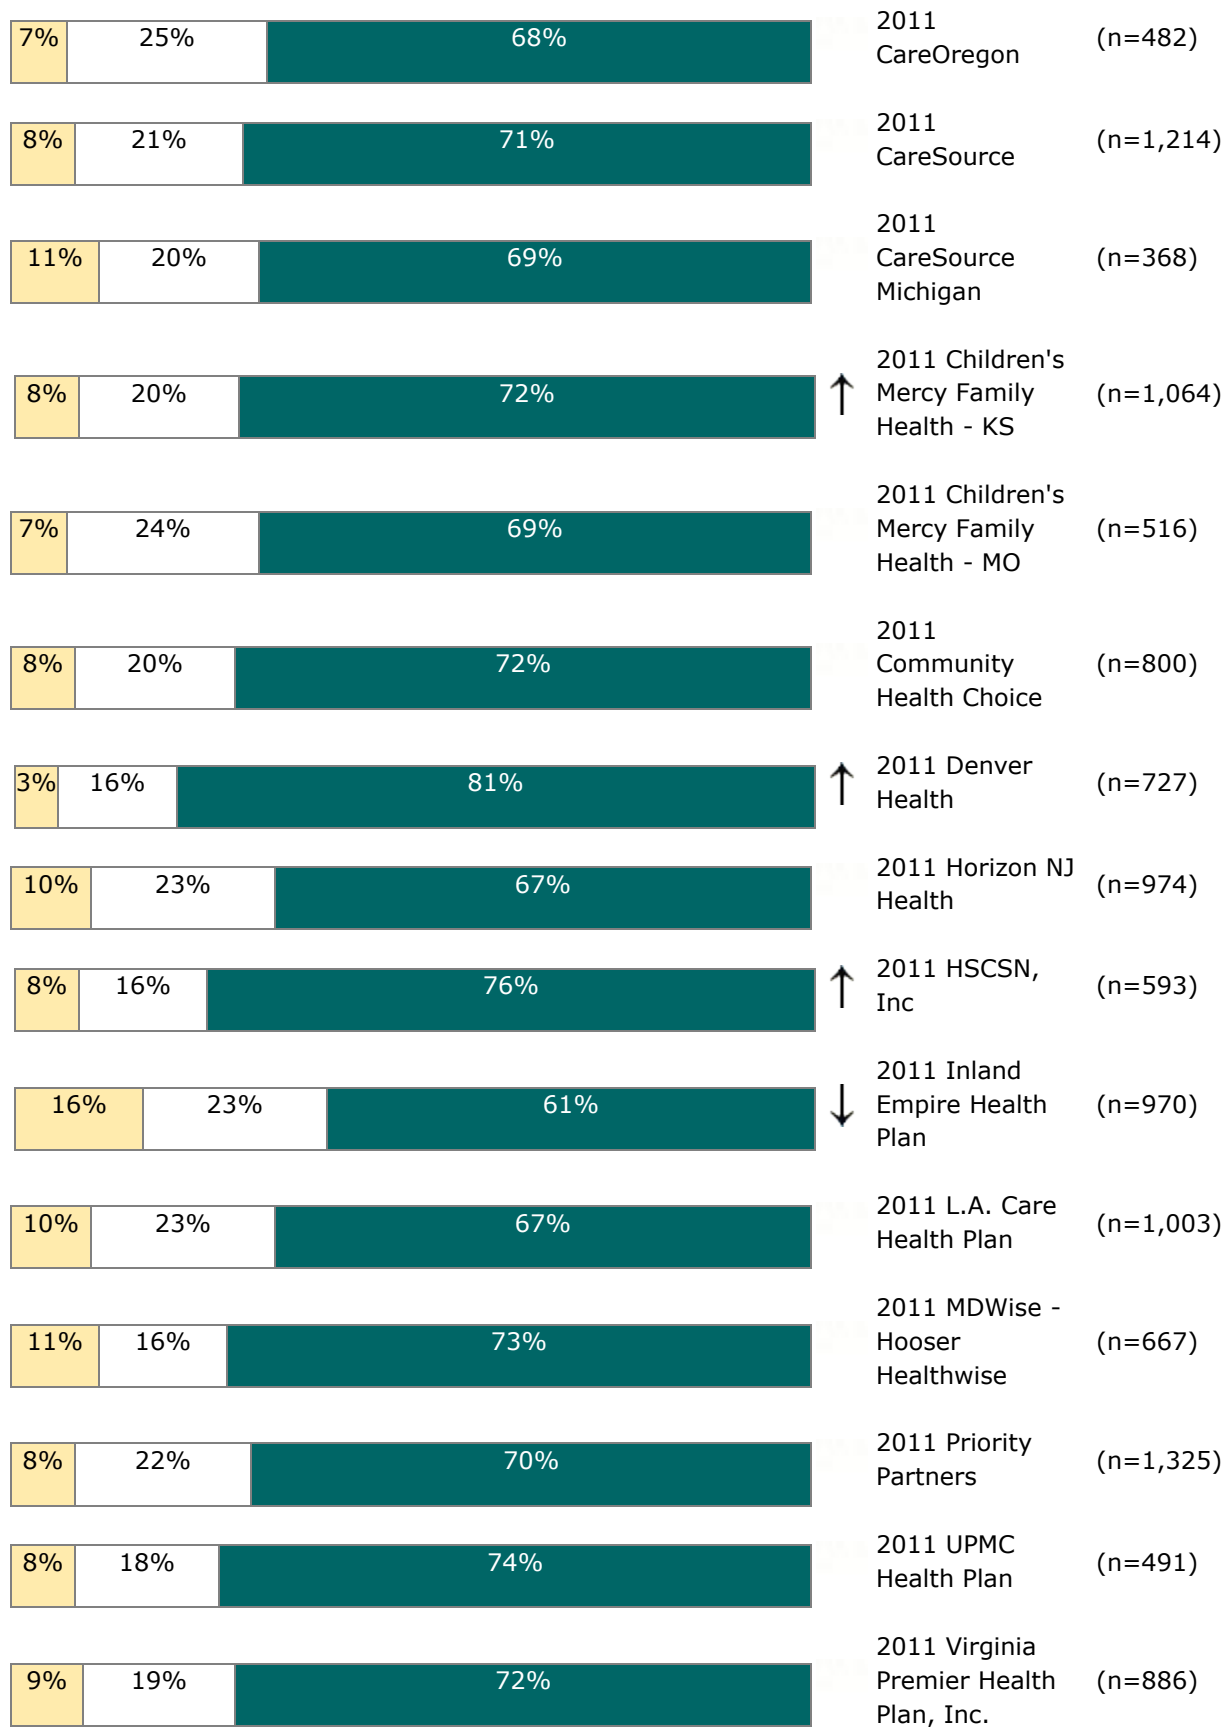 7% 25% 68% 2011 CareOregon (n=482)
8% 21% 71% 2011 CareSource (n=1,214)
11% 20% 69% 2011 CareSource Michigan (n=368)
8% 20% 72% ↑ 2011 Children's Mercy Family Health - KS (n=1,064)
7% 24% 69% 2011 Children's Mercy Family Health - MO (n=516)
8% 20% 72% 2011 Community Health Choice (n=800)
3% 16% 81% ↑ 2011 Denver Health (n=727)
10% 23% 67% 2011 Horizon NJ Health (n=974)
8% 16% 76% ↑ 2011 HSCSN, Inc (n=593)
16% 23% 61% ↓ 2011 Inland Empire Health Plan (n=970)
10% 23% 67% 2011 L.A. Care Health Plan (n=1,003)
11% 16% 73% 2011 MDWise - Hooser Healthwise (n=667)
8% 22% 70% 2011 Priority Partners (n=1,325)
8% 18% 74% 2011 UPMC Health Plan (n=491)
9% 19% 72% 2011 Virginia Premier Health Plan, Inc. (n=886)